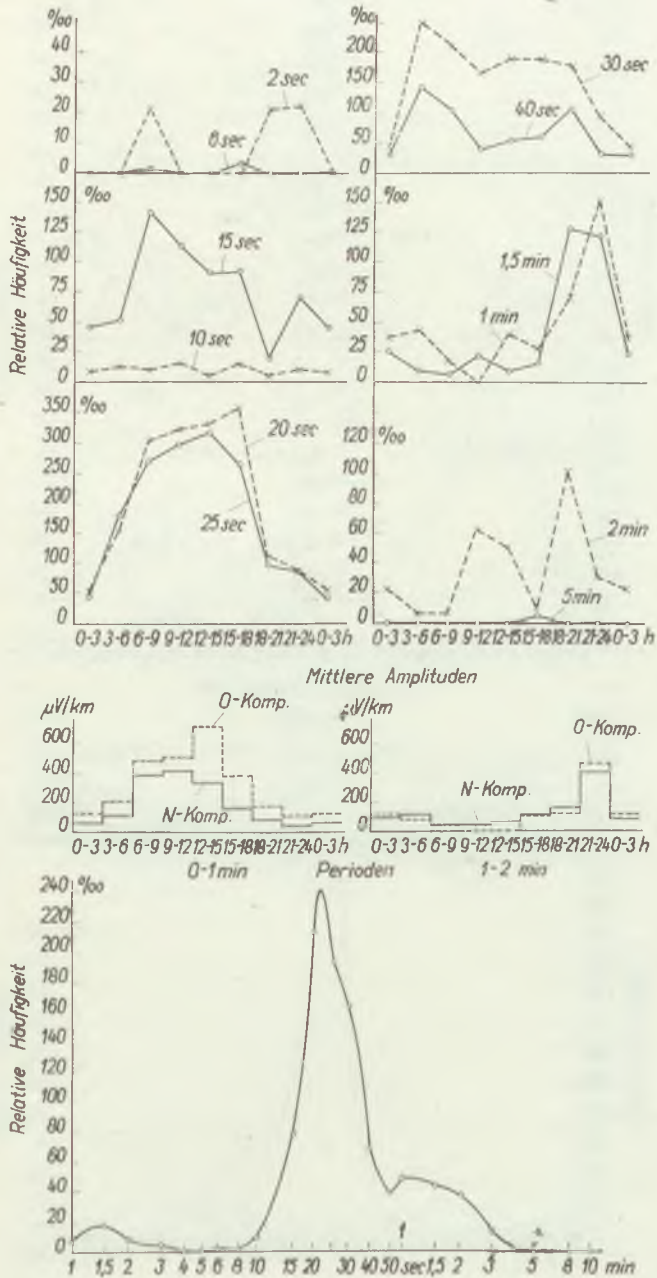 ‰ ‰
40 200 30 sec
30 2 sec 150
20 100 40 sec
10 6 sec 50
0 0
Relative Häufigkeit
150 ‰ 150 ‰
125 125
100 15 sec 100 1,5 min
75 75
50 50 1 min
25 10 sec 25
0 0
350 ‰ ‰
300 120
250 20 sec 100
200 80
150 25 sec 60 2 min
100 40
50 20 5 min
0 0
0-3 3-6 6-9 9-12 12-15 15-18 18-21 21-24 0-3 h 0-3 3-6 6-9 9-12 12-15 15-18 18-21 21-24 0-3 h
Mittlere Amplituden
µV/km O-Komp. µV/km O-Komp.
600 600
400 400
200 N-Komp. 200 N-Komp.
0 0
0-3 3-6 6-9 9-12 12-15 15-18 18-21 21-24 0-3 h 0-3 3-6 6-9 9-12 12-15 15-18 18-21 21-24 0-3 h
0-1 min Perioden 1-2 min
240 ‰
220
200
180
160
140
120
100
80
60
40
20
0
Relative Häufigkeit
1 1,5 2 3 4 5 6 8 10 15 20 30 40 50 sec 1,5 2 3 5 8 10 min